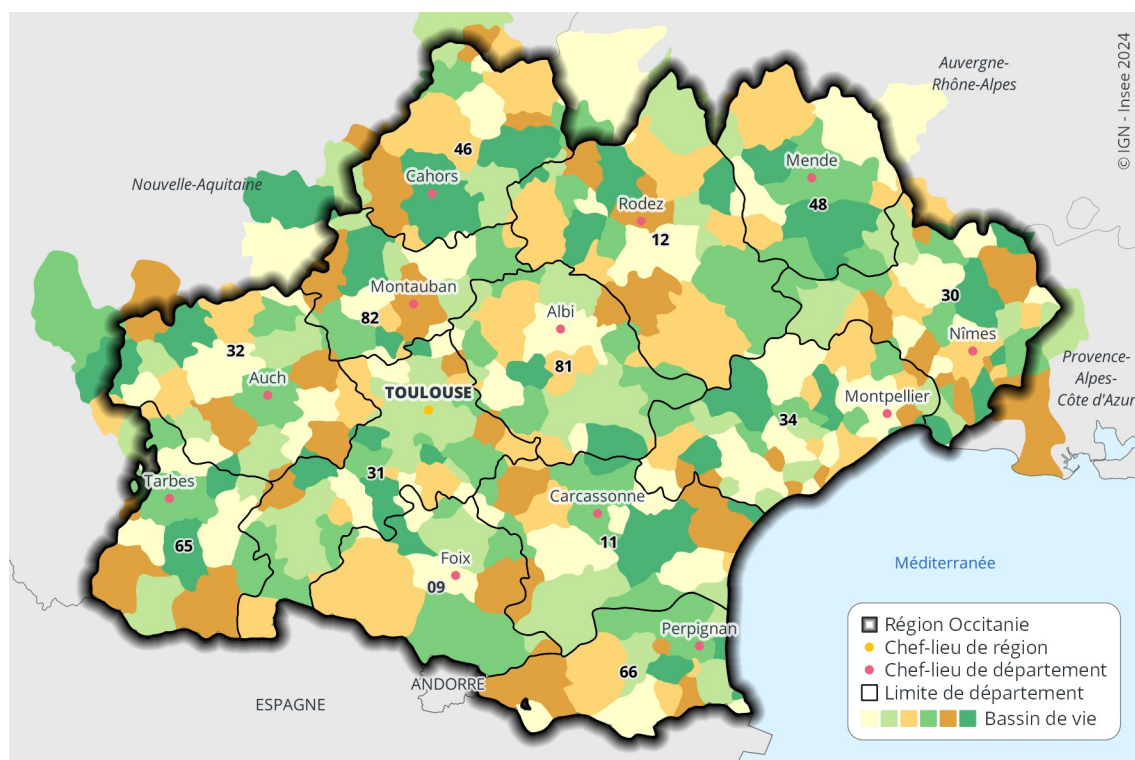 © IGN - Insee 2024
Auvergne-
Rhône-Alpes
46
Mende
Cahors
Nouvelle-Aquitaine
Rodez
48
12
Montauban
30
Albi
82
Nîmes
32
Provence-
Alpes-
Côte d'Azur
81
Auch
TOULOUSE
Montpellier
34
31
Tarbes
Carcassonne
65
11
Foix
Méditerranée
09
Perpignan
66
ANDORRE
ESPAGNE
Région Occitanie
Chef-lieu de région
Chef-lieu de département
Limite de département
Bassin de vie